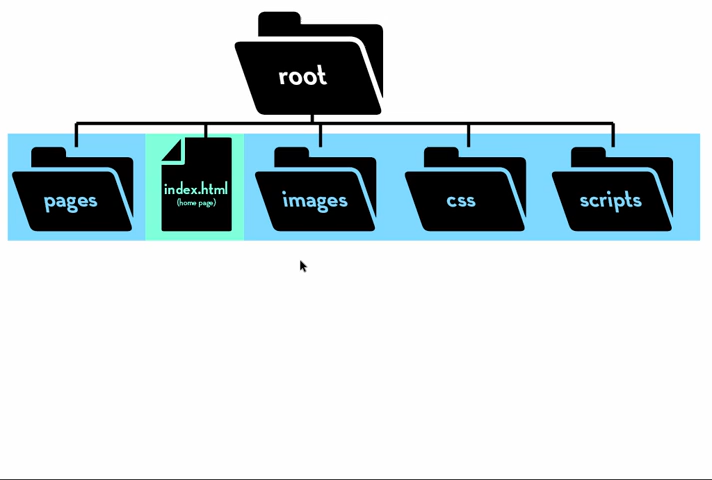 root
pages
index.html
(home page)
images
css
scripts